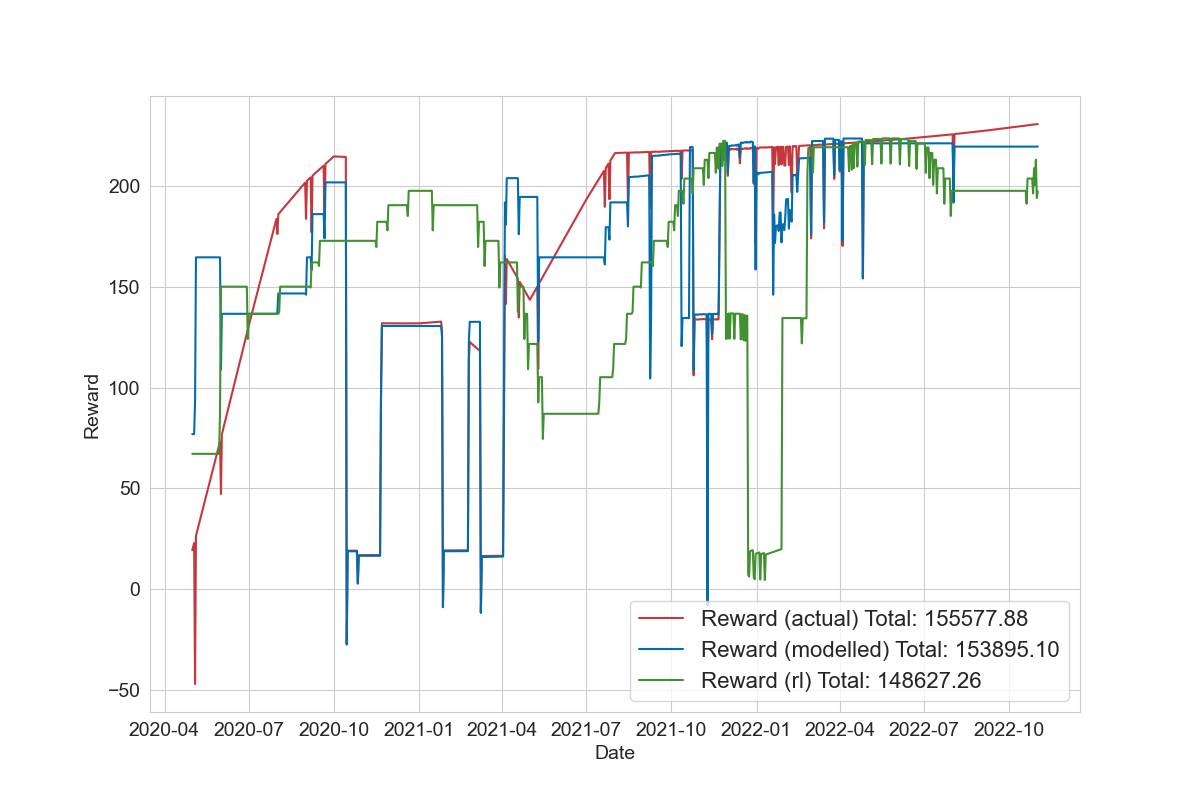 200
150
100
50
0
−50
Reward
2020-04 2020-07 2020-10 2021-01 2021-04 2021-07 2021-10 2022-01 2022-04 2022-07 2022-10
Date
Reward (actual) Total: 155577.88
Reward (modelled) Total: 153895.10
Reward (rl) Total: 148627.26